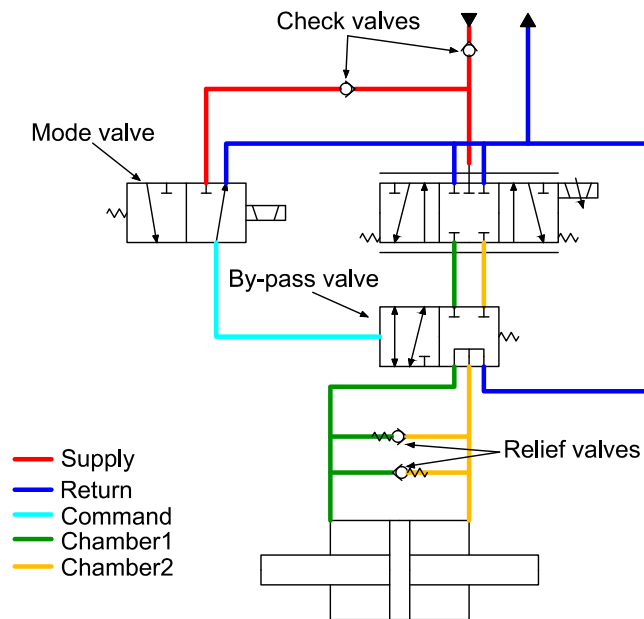 Check valves
Mode valve
By-pass valve
Relief valves
Supply
Return
Command
Chamber1
Chamber2